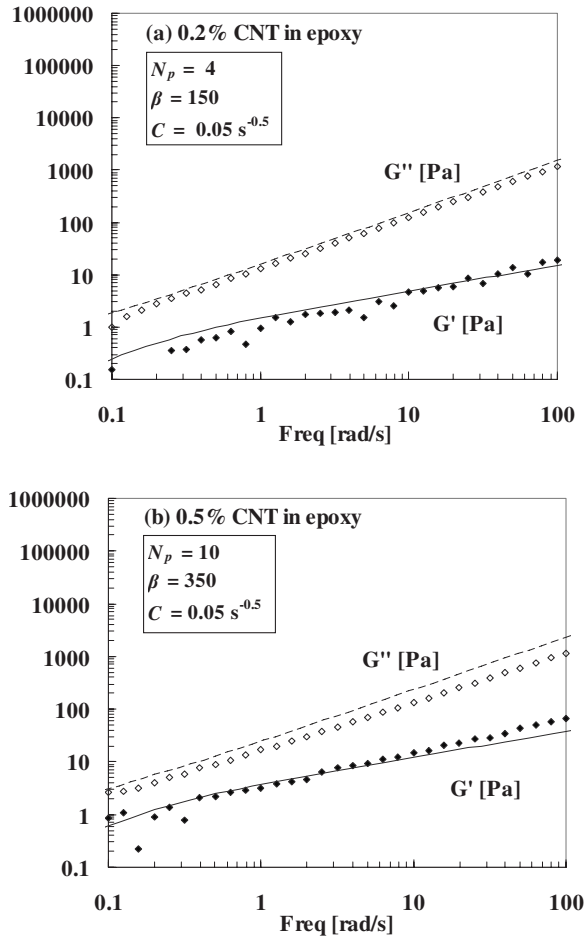 (a) 0.2% CNT in epoxy
1000000
100000
10000
1000
100
10
1
0.1
N_p = 4
β = 150
C = 0.05 s^-0.5
G'' [Pa]
G' [Pa]
0.1 1 10 100
Freq [rad/s]
(b) 0.5% CNT in epoxy
1000000
100000
10000
1000
100
10
1
0.1
N_p = 10
β = 350
C = 0.05 s^-0.5
G'' [Pa]
G' [Pa]
0.1 1 10 100
Freq [rad/s]